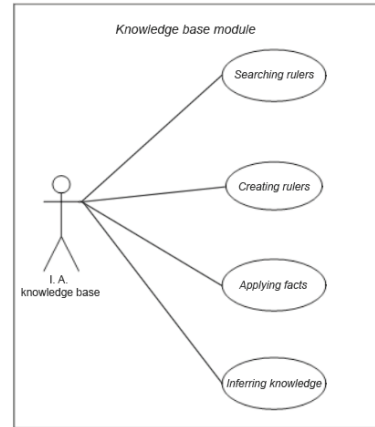 Knowledge base module
Searching rulers
Creating rulers
I. A.
knowledge base
Applying facts
Inferring knowledge